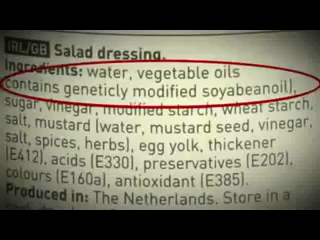 IRL/GB Salad dressing.
Ingredients: water, vegetable oils
contains geneticly modified soyabeanoil),
sugar, vinegar, modified starch, wheat starch,
salt, mustard (water, mustard seed, vinegar,
salt, spices, herbs), egg yolk, thickener
(E412), acids (E330), preservatives (E202),
colours (E160a), antioxidant (E385).
Produced in: The Netherlands. Store in a